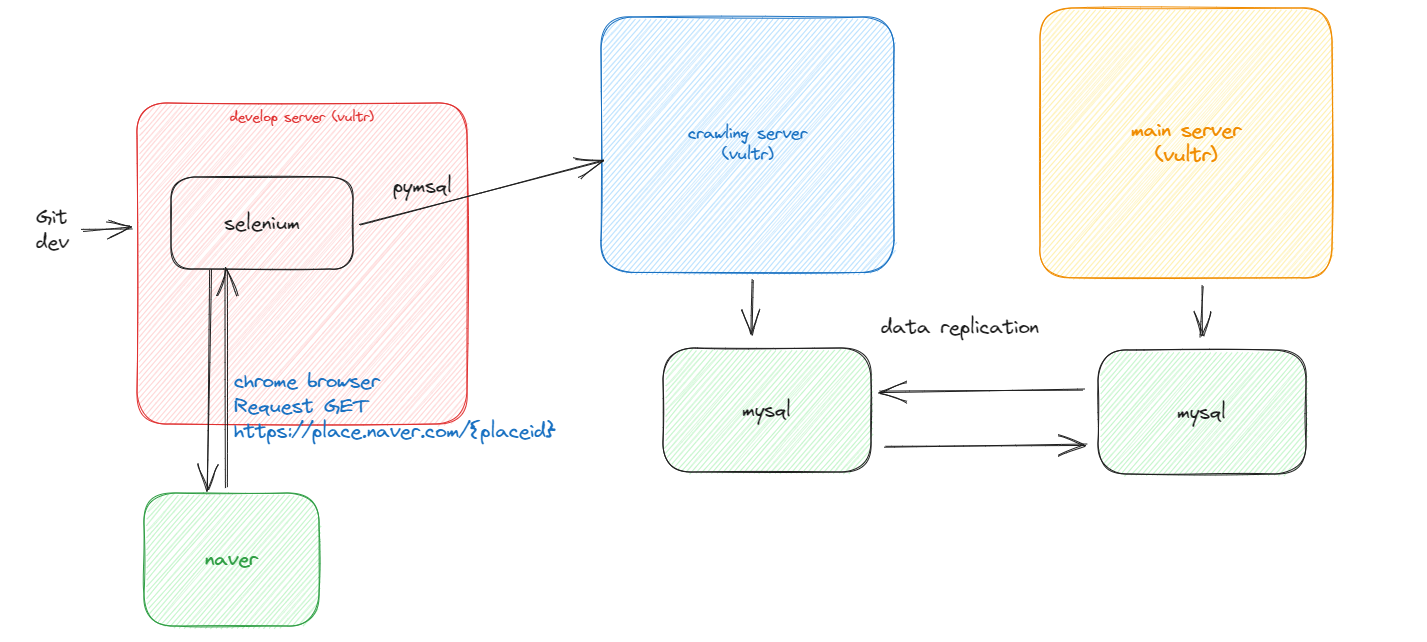 develop server (vultr)
selenium
Git
dev
pymsql
crawling server
(vultr)
main server
(vultr)
data replication
chrome browser
Request GET
https://place.naver.com/{placeid}
mysql
mysql
naver